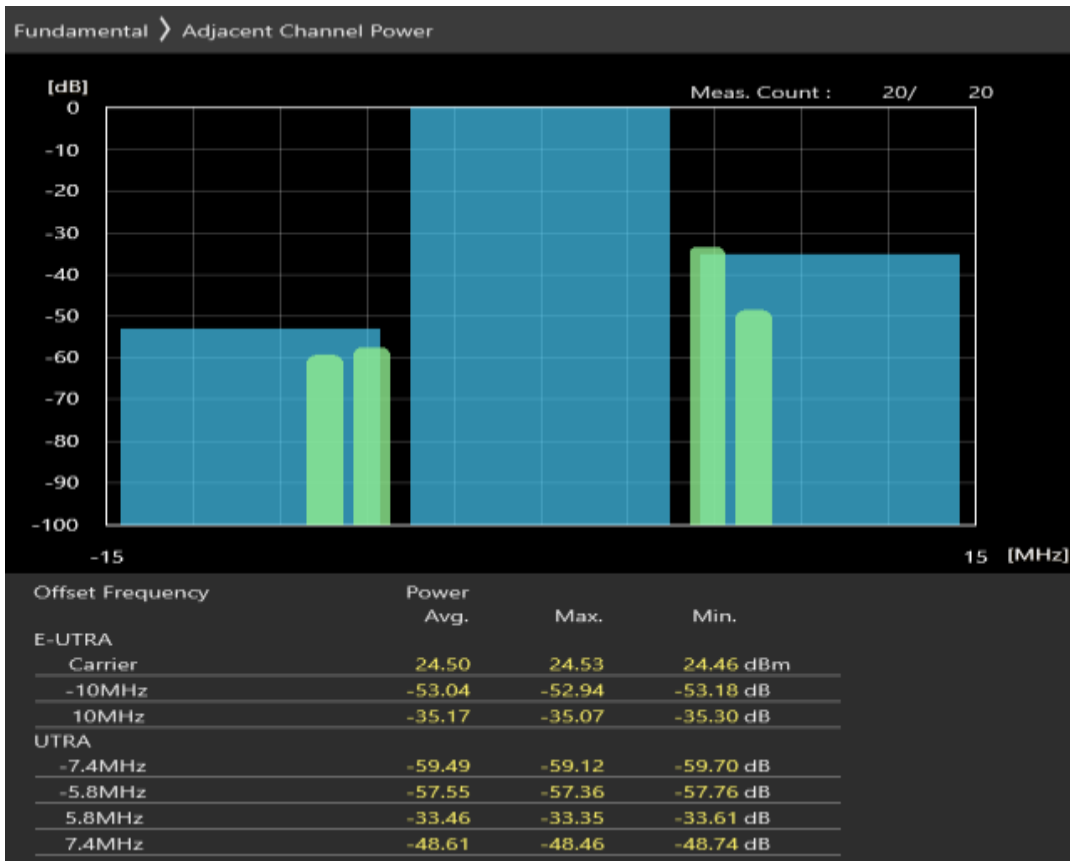 Fundamental 〉 Adjacent Channel Power
[dB]
Meas. Count : 20/ 20
0
-10
-20
-30
-40
-50
-60
-70
-80
-90
-100
-15 15 [MHz]
Offset Frequency Power
Avg. Max. Min.
E-UTRA
Carrier 24.50 24.53 24.46 dBm
-10MHz -53.04 -52.94 -53.18 dB
10MHz -35.17 -35.07 -35.30 dB
UTRA
-7.4MHz -59.49 -59.12 -59.70 dB
-5.8MHz -57.55 -57.36 -57.76 dB
5.8MHz -33.46 -33.35 -33.61 dB
7.4MHz -48.61 -48.46 -48.74 dB